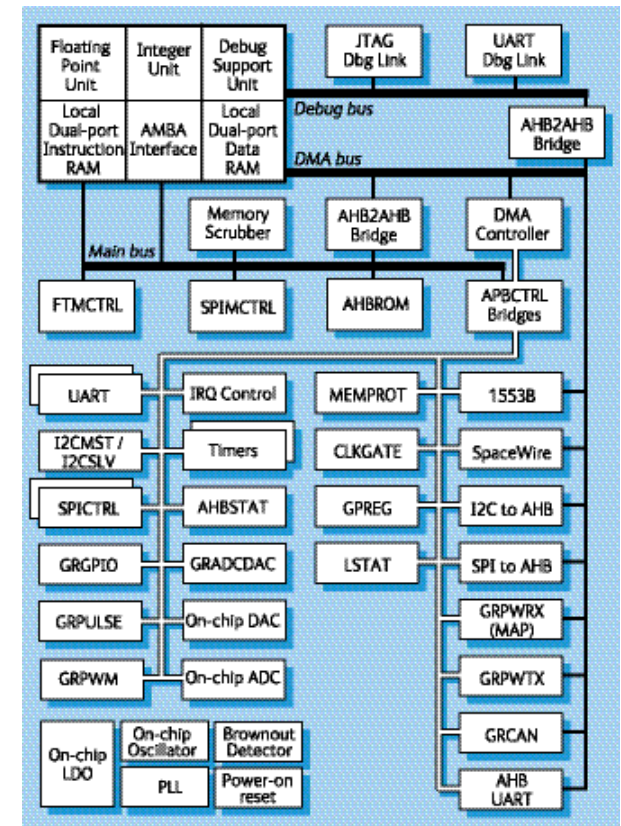 Floating
Point
Unit
Integer
Unit
Debug
Support
Unit
JTAG
Dbg Link
UART
Dbg Link
Local
Dual-port
Instruction
RAM
AMBA
Interface
Local
Dual-port
Data
RAM
Debug bus
AHB2AHB
Bridge
DMA bus
Memory
Scrubber
AHB2AHB
Bridge
DMA
Controller
Main bus
FTMCTRL
SPIMCTRL
AHBROM
APBCTRL
Bridges
UART
IRQ Control
MEMPROT
1553B
I2CMST /
I2CSLV
Timers
CLKGATE
SpaceWire
SPICTRL
AHBSTAT
GPREG
I2C to AHB
GRGPIO
GRADCDAC
LSTAT
SPI to AHB
GRPULSE
On-chip DAC
GRPWRX
(MAP)
GRPWM
On-chip ADC
GRPWTX
GRCAN
On-chip
LDO
On-chip
Oscillator
Brownout
Detector
PLL
Power-on
reset
AHB
UART